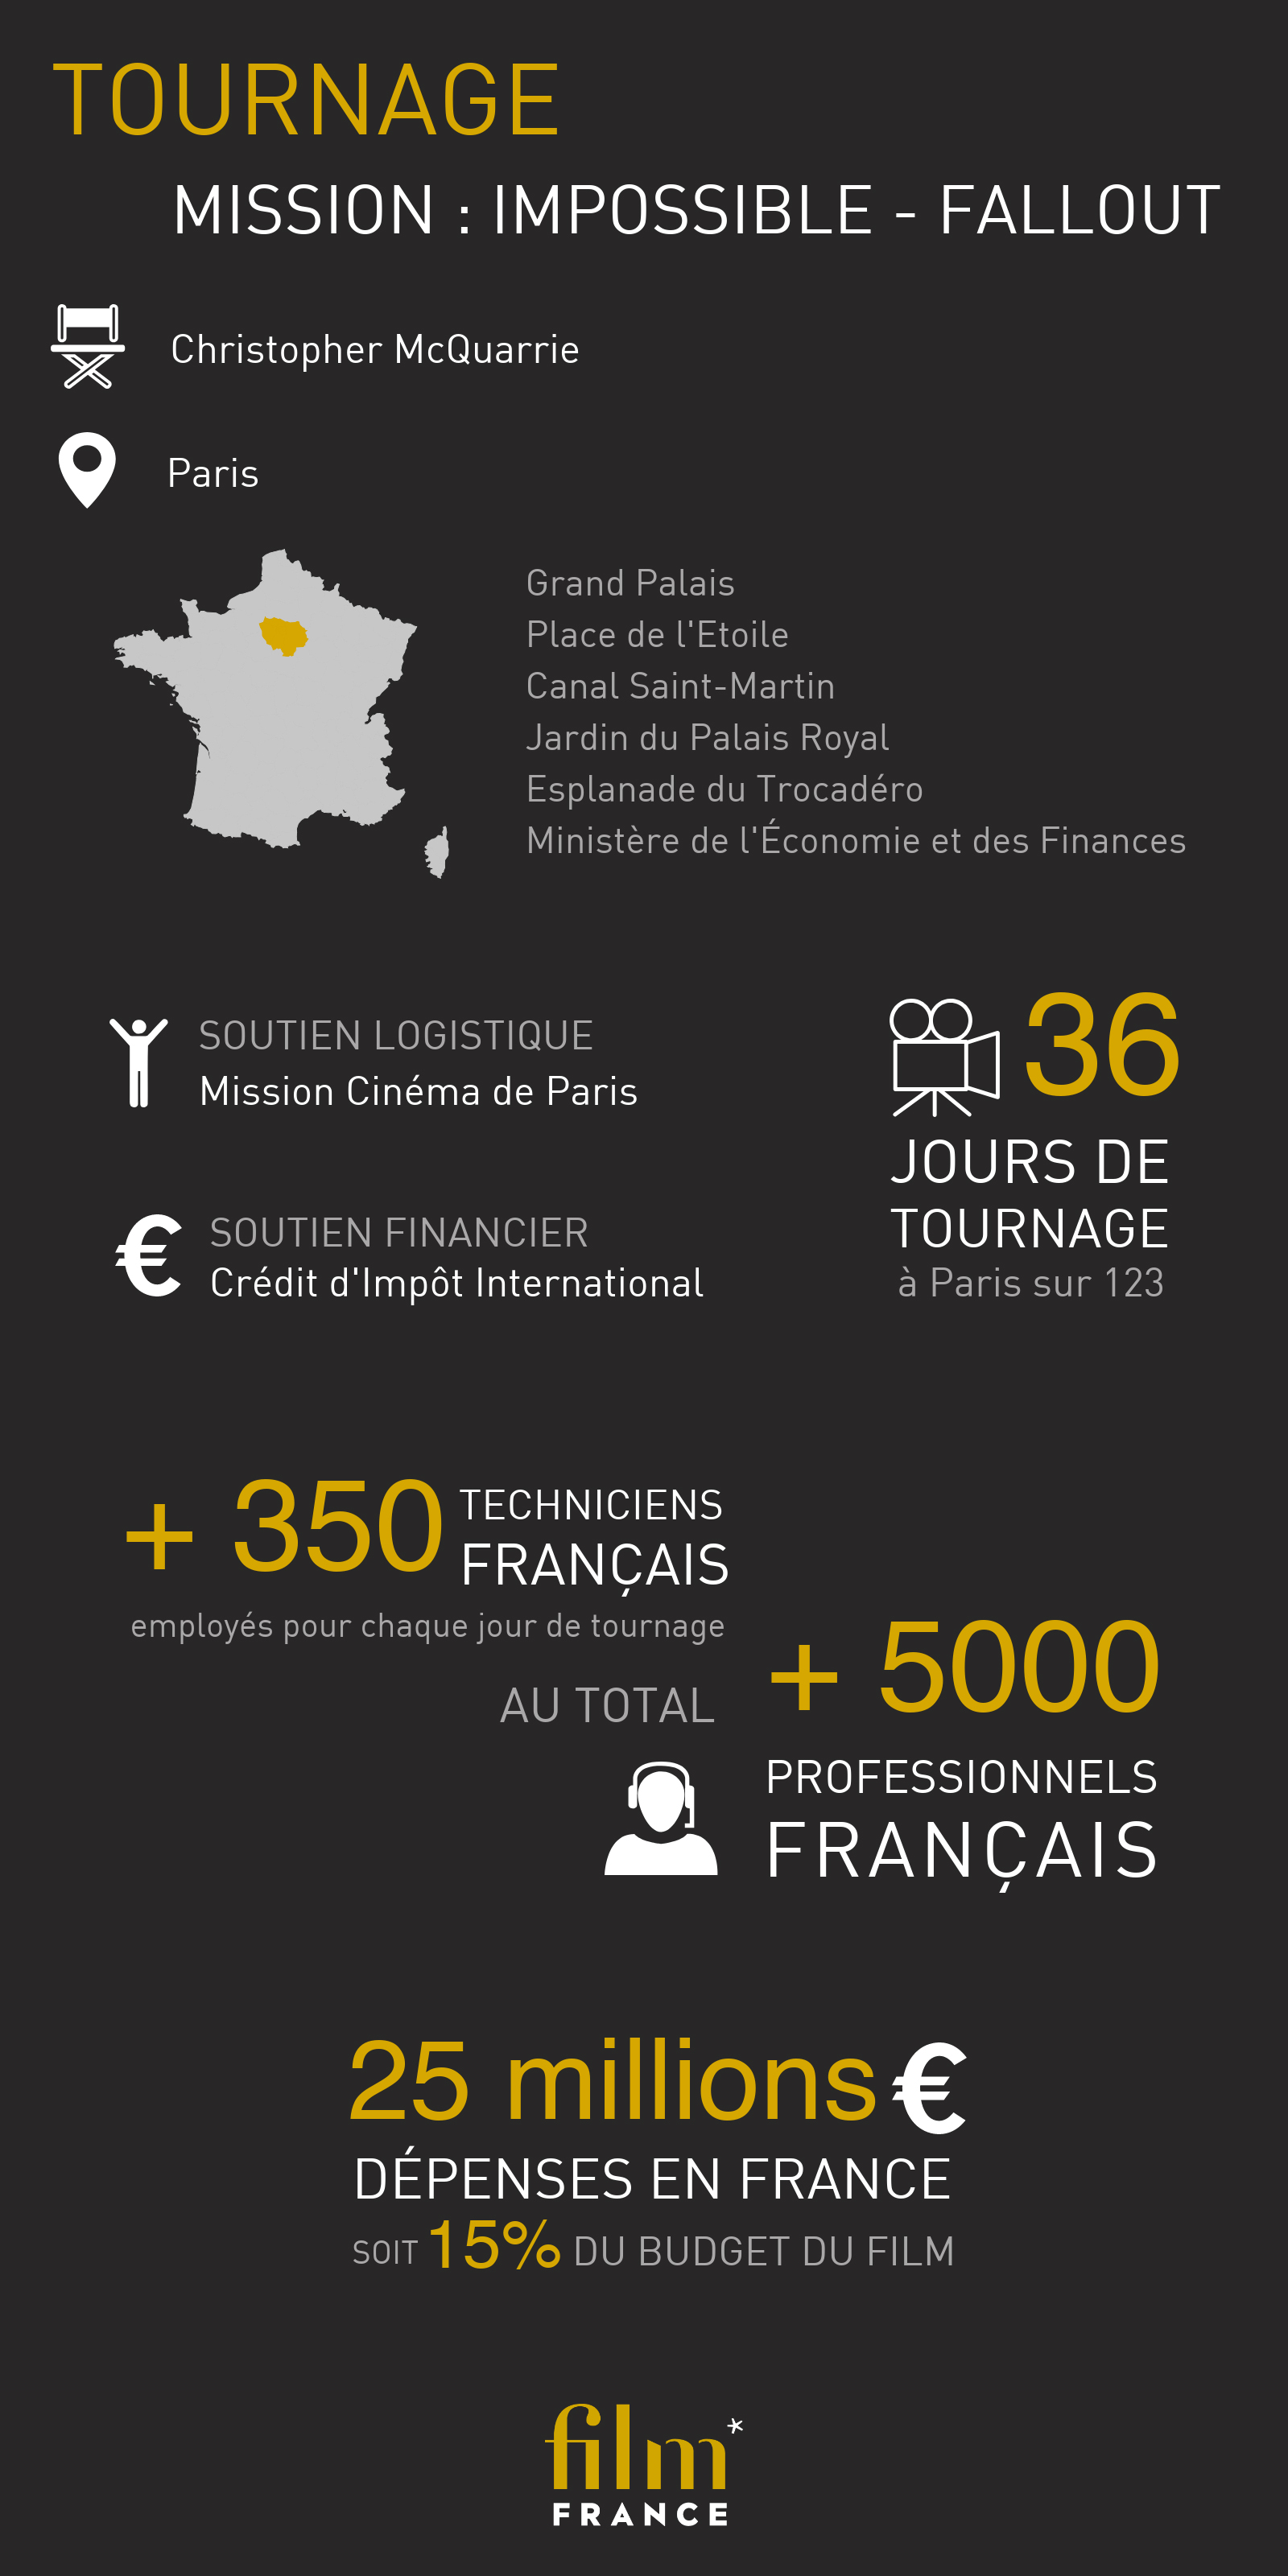 TOURNAGE
MISSION : IMPOSSIBLE - FALLOUT
Christopher McQuarrie
Paris
Grand Palais
Place de l'Etoile
Canal Saint-Martin
Jardin du Palais Royal
Esplanade du Trocadéro
Ministère de l'Économie et des Finances
SOUTIEN LOGISTIQUE
Mission Cinéma de Paris
€ SOUTIEN FINANCIER
Crédit d'Impôt International
36
JOURS DE
TOURNAGE
à Paris sur 123
+ 350 TECHNICIENS
FRANÇAIS
employés pour chaque jour de tournage
AU TOTAL + 5000
PROFESSIONNELS
FRANÇAIS
25 millions €
DÉPENSES EN FRANCE
SOIT 15% DU BUDGET DU FILM
film*
FRANCE